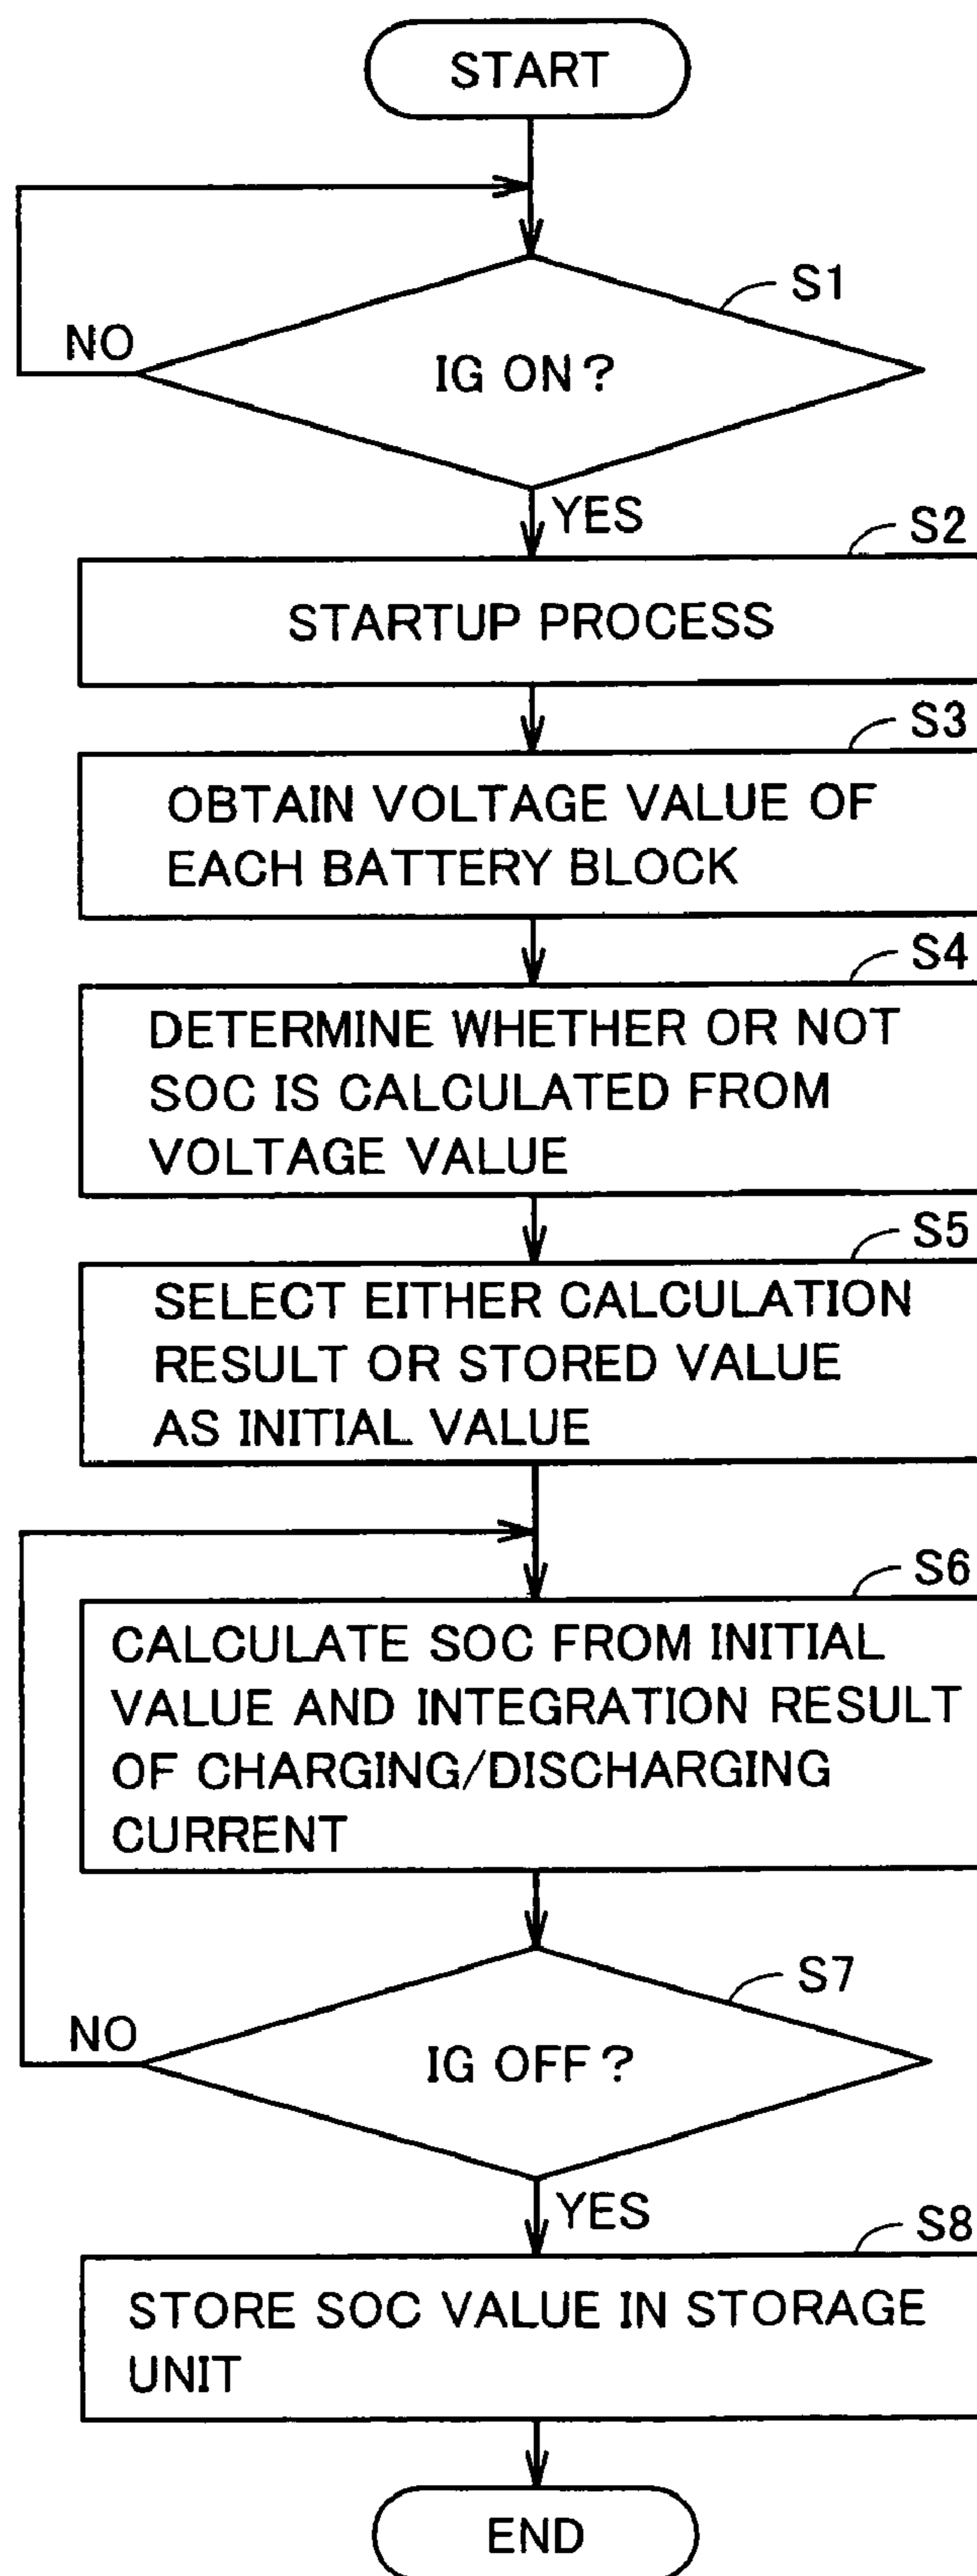 START
S1
NO
IG ON?
YES
S2
STARTUP PROCESS
S3
OBTAIN VOLTAGE VALUE OF
EACH BATTERY BLOCK
S4
DETERMINE WHETHER OR NOT
SOC IS CALCULATED FROM
VOLTAGE VALUE
S5
SELECT EITHER CALCULATION
RESULT OR STORED VALUE
AS INITIAL VALUE
S6
CALCULATE SOC FROM INITIAL
VALUE AND INTEGRATION RESULT
OF CHARGING/DISCHARGING
CURRENT
S7
NO
IG OFF?
YES
S8
STORE SOC VALUE IN STORAGE
UNIT
END